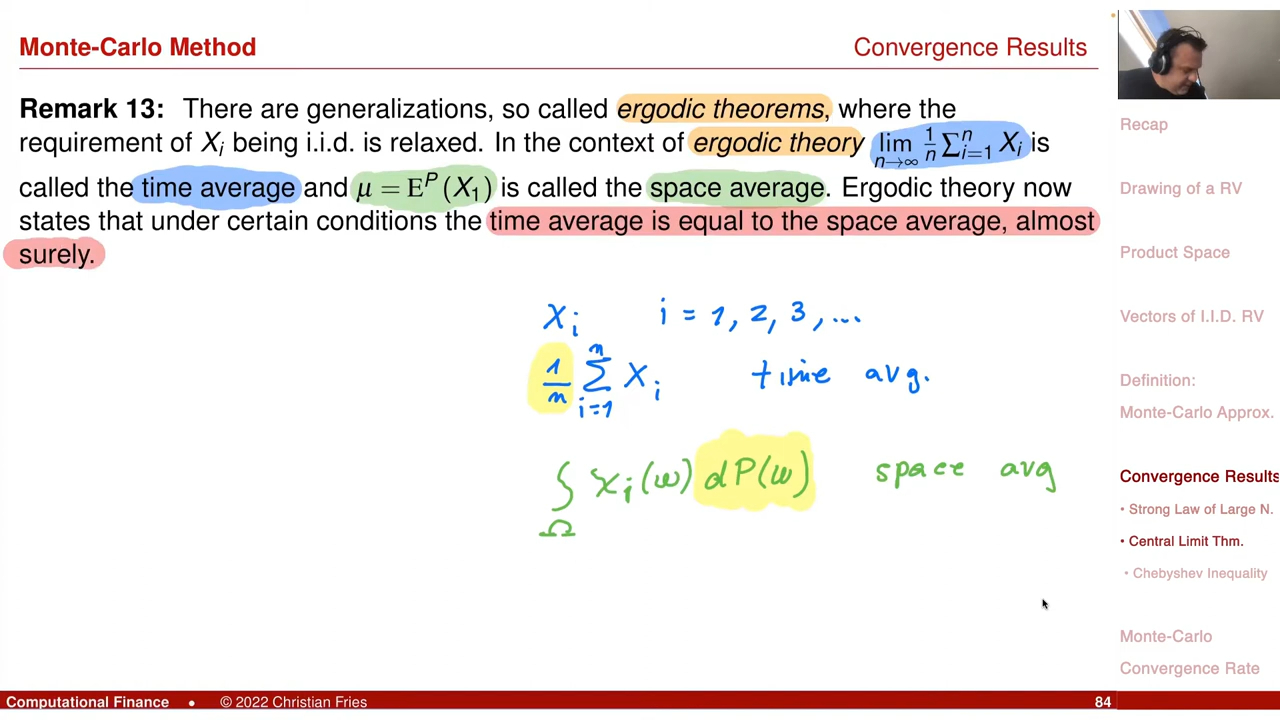 Monte-Carlo Method
Convergence Results
Remark 13: There are generalizations, so called ergodic theorems, where the
requirement of Xᵢ being i.i.d. is relaxed. In the context of ergodic theory lim n→∞ 1/n Σⁿᵢ₌₁ Xᵢ is
called the time average and μ = Eᴾ(X₁) is called the space average. Ergodic theory now
states that under certain conditions the time average is equal to the space average, almost
surely.
Xᵢ i = 1, 2, 3, ...
1/n Σⁿᵢ₌₁ Xᵢ time avg.
∫Ω Xᵢ(ω) dP(ω) space avg
Recap
Drawing of a RV
Product Space
Vectors of I.I.D. RV
Definition:
Monte-Carlo Approx.
Convergence Results
• Strong Law of Large N.
• Central Limit Thm.
• Chebyshev Inequality
Monte-Carlo
Convergence Rate
Computational Finance • © 2022 Christian Fries 84